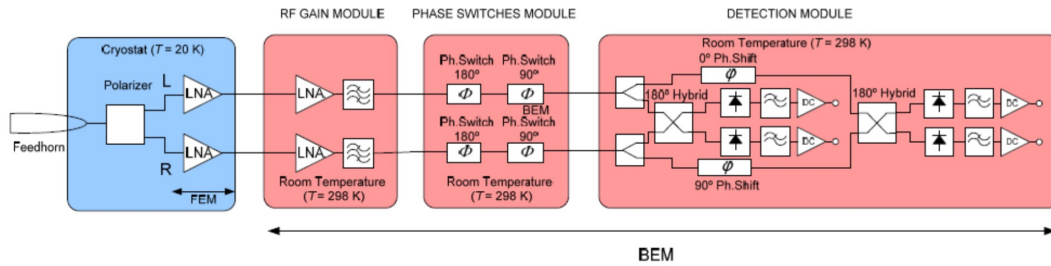 RF GAIN MODULE
PHASE SWITCHES MODULE
DETECTION MODULE
Cryostat (T = 20 K)
Polarizer
L
LNA
R
LNA
FEM
Feedhorn
LNA
LNA
Room Temperature
(T = 298 K)
Ph.Switch
180º
Φ
Ph.Switch
90º
Φ
BEM
Ph.Switch
180º
Φ
Ph.Switch
90º
Φ
Room Temperature
(T = 298 K)
Room Temperature (T = 298 K)
0º Ph.Shift
φ
180º Hybrid
DC
DC
180º Hybrid
DC
DC
φ
90º Ph.Shift
BEM